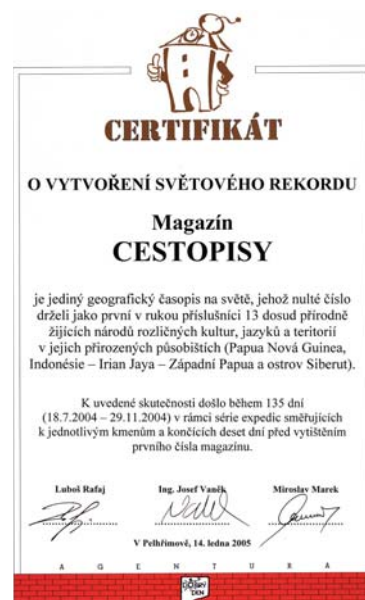 CERTIFIKÁT
O VYTVOŘENÍ SVĚTOVÉHO REKORDU
Magazín
CESTOPISY
je jediný geografický časopis na světě, jehož nulté číslo
drželi jako první v rukou příslušníci 13 dosud přírodně
žijících národů rozličných kultur, jazyků a teritorií
v jejich přirozených působištích (Papua Nová Guinea,
Indonésie – Irian Jaya – Západní Papua a ostrov Siberut).
K uvedené skutečnosti došlo během 135 dní
(18.7.2004 – 29.11.2004) v rámci série expedic směřujících
k jednotlivým kmenům a končících deset dní před vytištěním
prvního čísla magazínu.
Luboš Rafaj Ing. Josef Vaněk Miroslav Marek
V Pelhřimově, 14. ledna 2005
A G E N T U R A
DOBRÝ
DEN